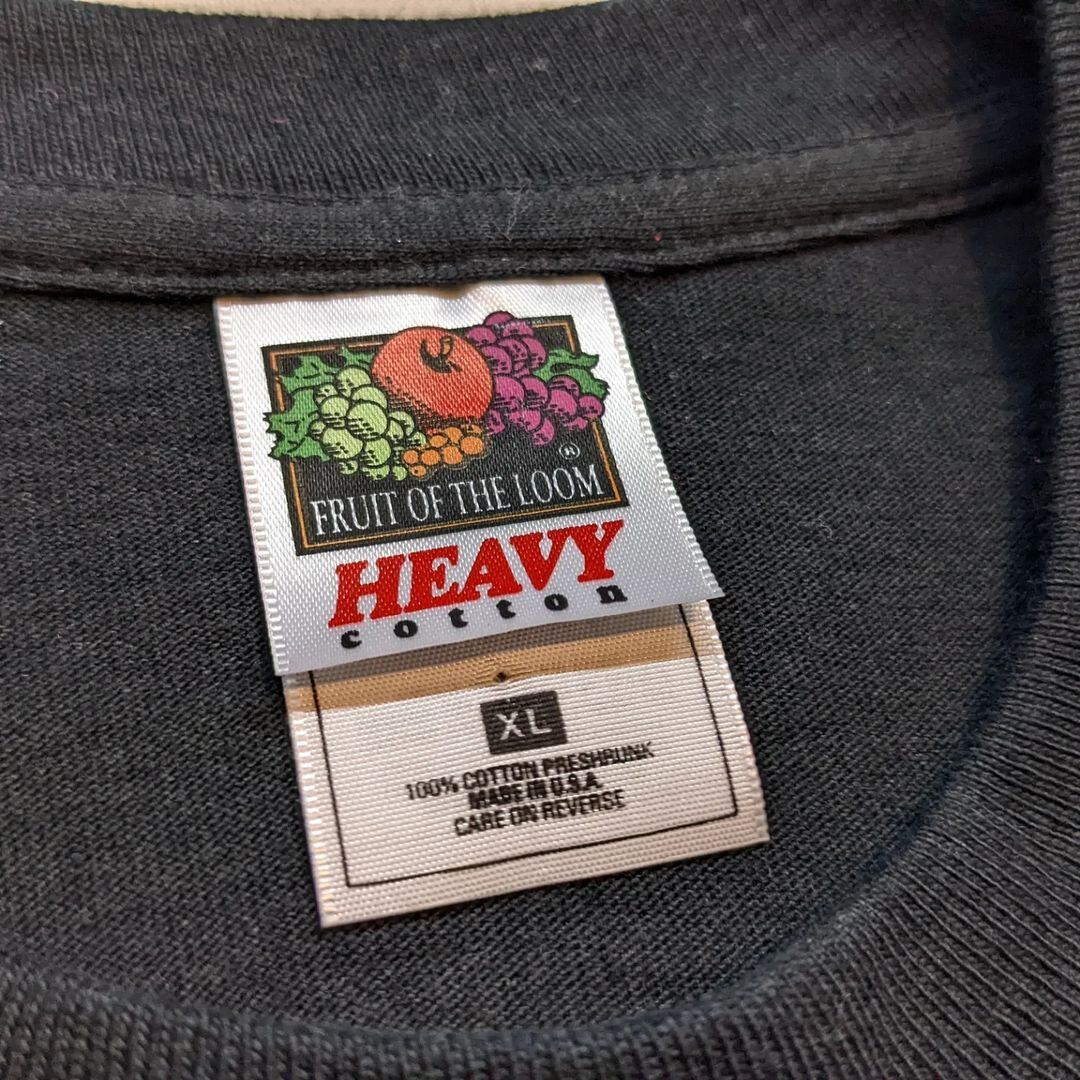 ®
FRUIT OF THE LOOM
HEAVY
cotton
XL
100% COTTON PRESHRUNK
MADE IN U.S.A.
CARE ON REVERSE